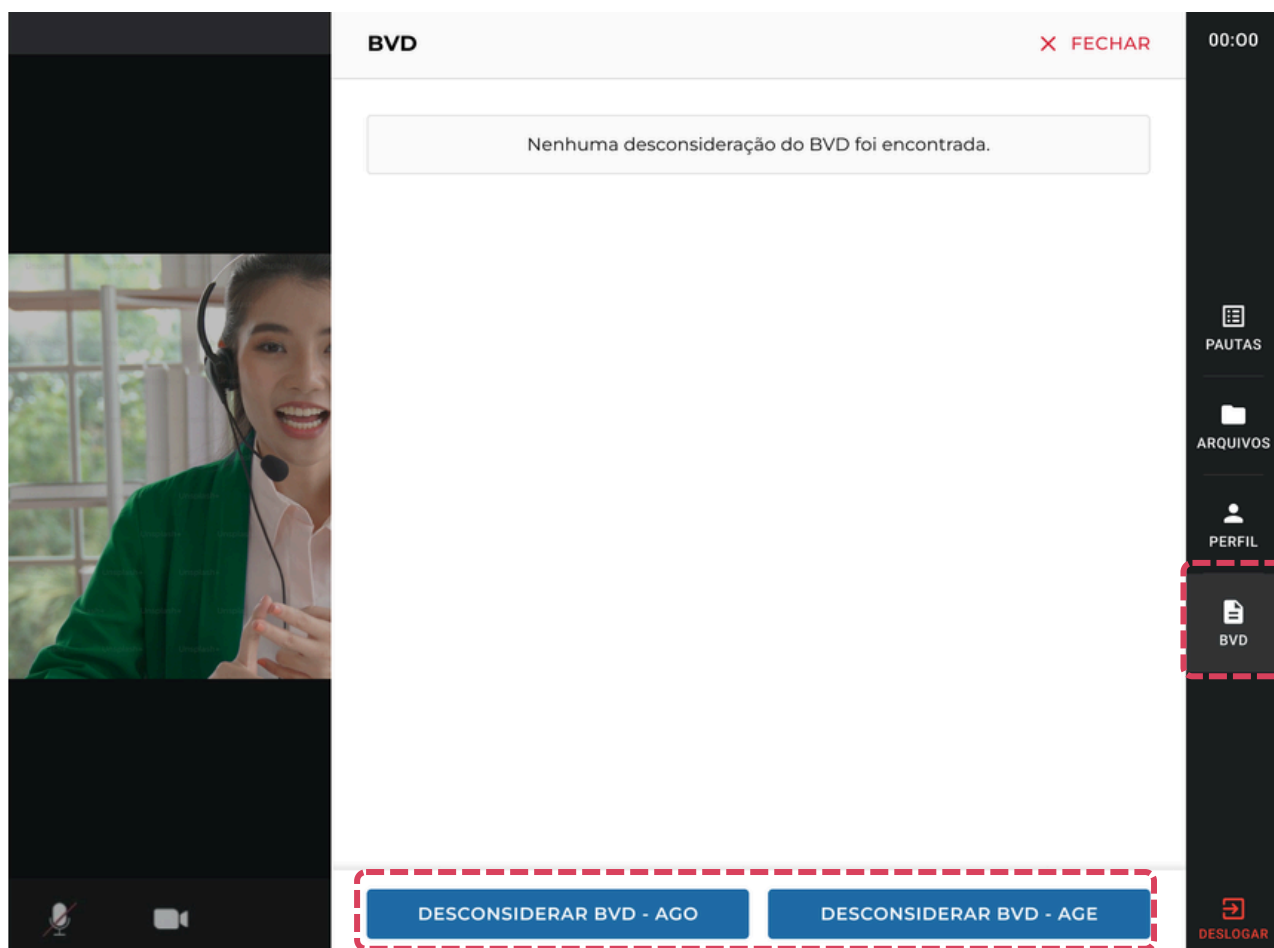 BVD
FECHAR
00:00
Nenhuma desconsideração do BVD foi encontrada.
PAUTAS
ARQUIVOS
PERFIL
BVD
DESCONSIDERAR BVD - AGO
DESCONSIDERAR BVD - AGE
DESLOGAR